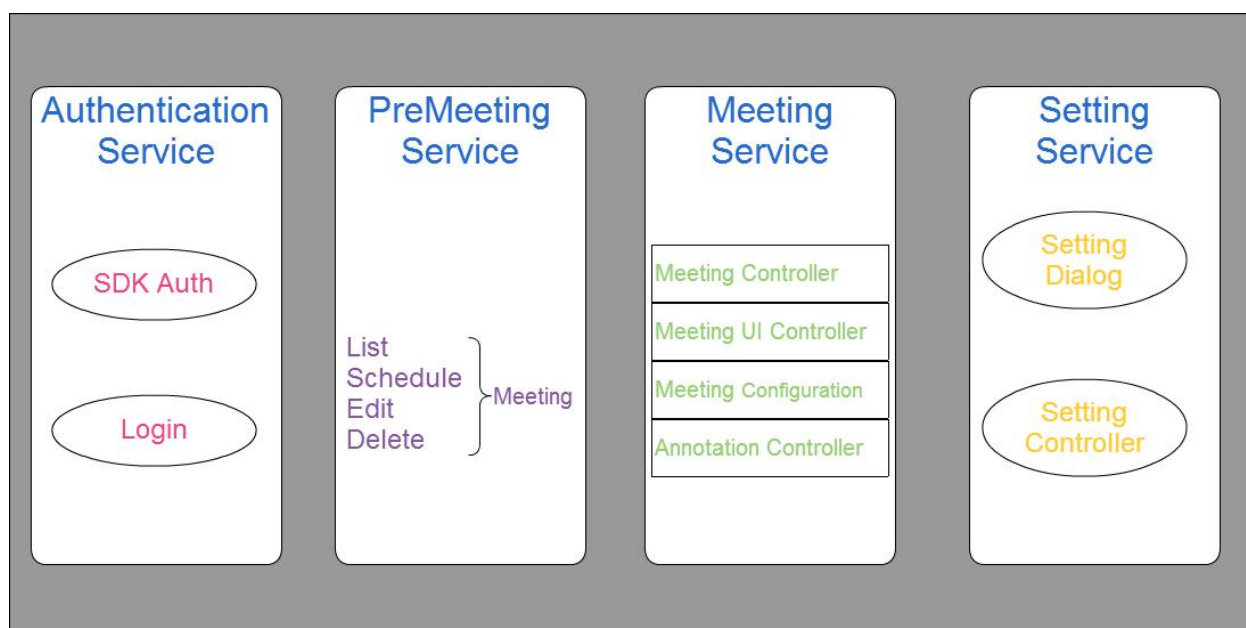 Authentication
Service
SDK Auth
Login
PreMeeting
Service
List
Schedule
Edit
Delete
Meeting
Meeting
Service
Meeting Controller
Meeting UI Controller
Meeting Configuration
Annotation Controller
Setting
Service
Setting
Dialog
Setting
Controller